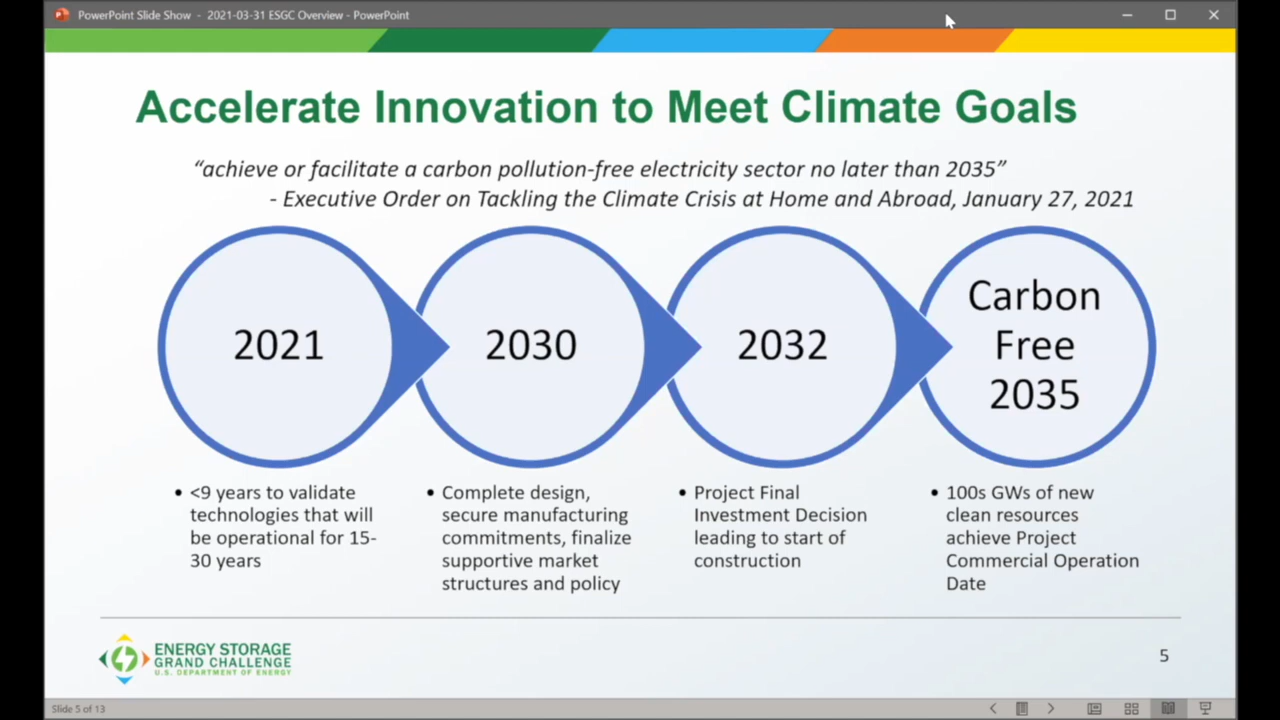 PowerPoint Slide Show - 2021-03-31 ESGC Overview - PowerPoint
Accelerate Innovation to Meet Climate Goals
“achieve or facilitate a carbon pollution-free electricity sector no later than 2035”
- Executive Order on Tackling the Climate Crisis at Home and Abroad, January 27, 2021
2021
2030
2032
Carbon
Free
2035
• <9 years to validate
technologies that will
be operational for 15-
30 years
• Complete design,
secure manufacturing
commitments, finalize
supportive market
structures and policy
• Project Final
Investment Decision
leading to start of
construction
• 100s GWs of new
clean resources
achieve Project
Commercial Operation
Date
ENERGY STORAGE
GRAND CHALLENGE
U.S. DEPARTMENT OF ENERGY
5
Slide 5 of 13